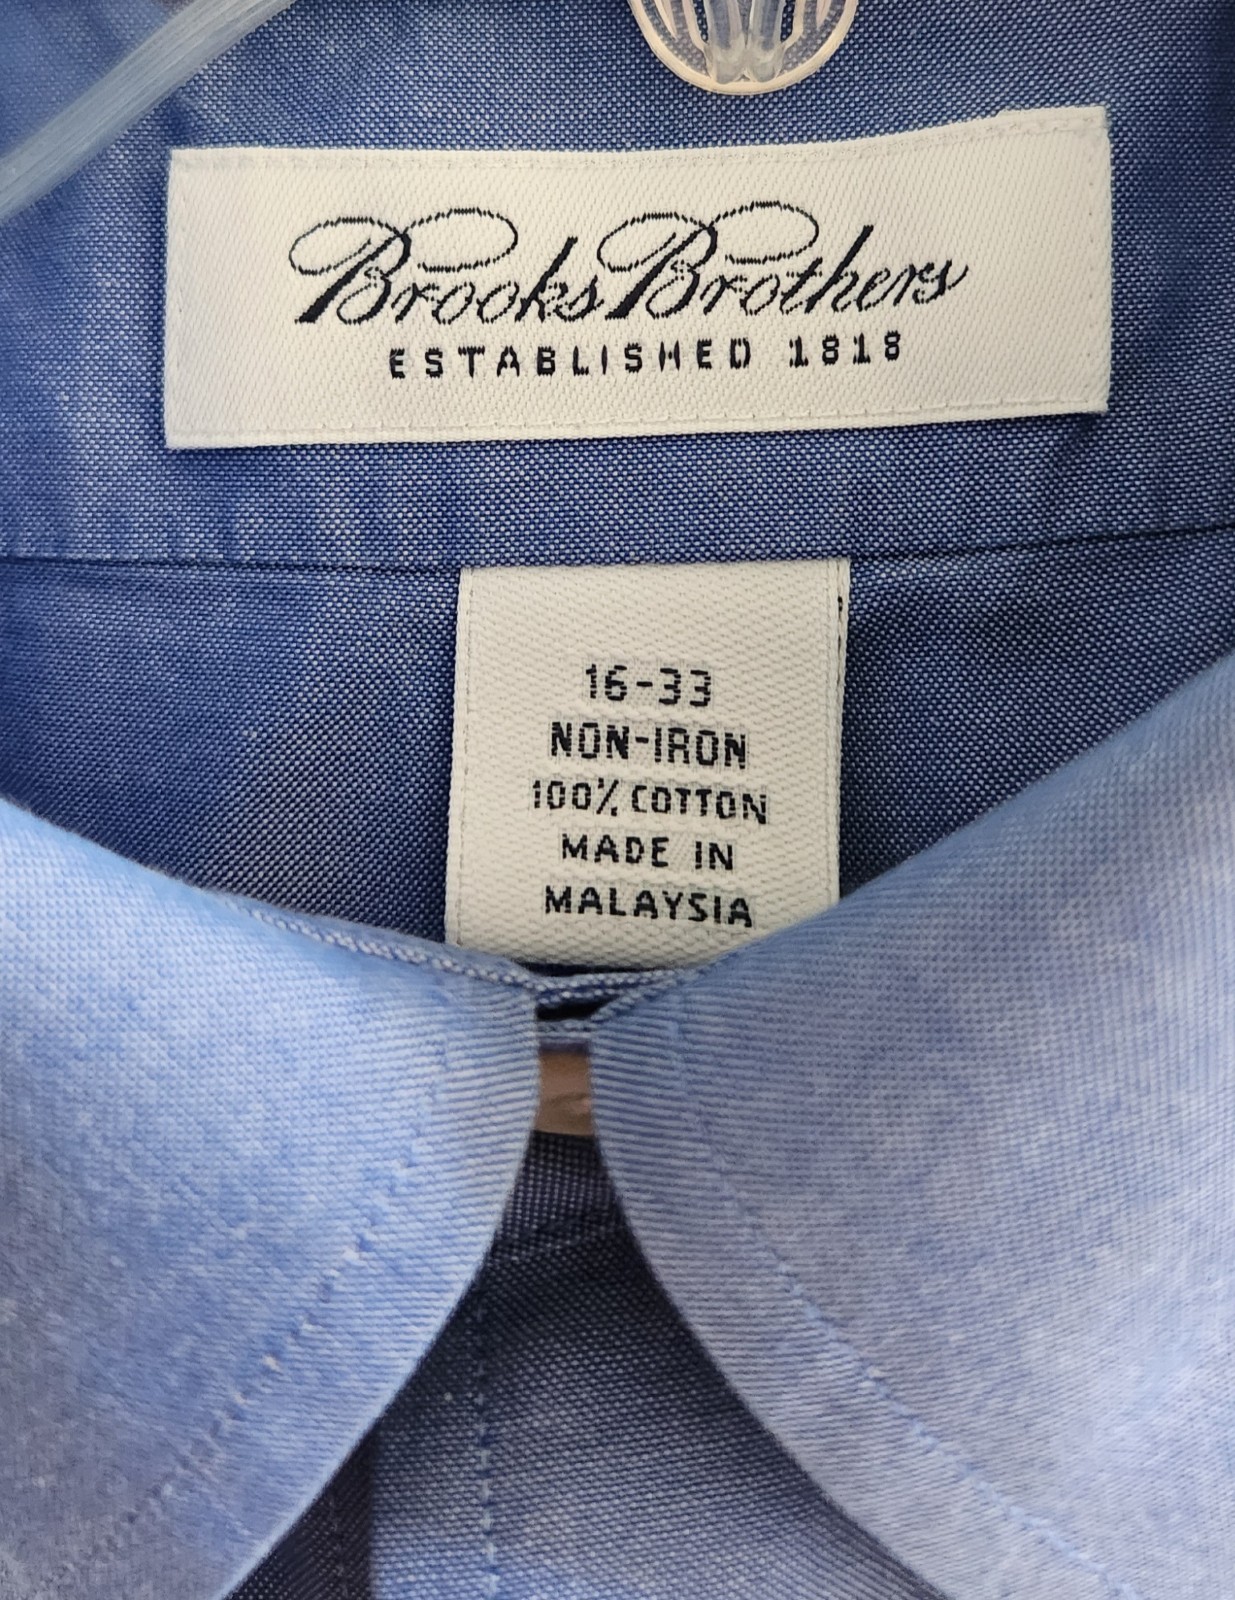 Brooks Brothers
ESTABLISHED 1818
16-33
NON-IRON
100% COTTON
MADE IN
MALAYSIA